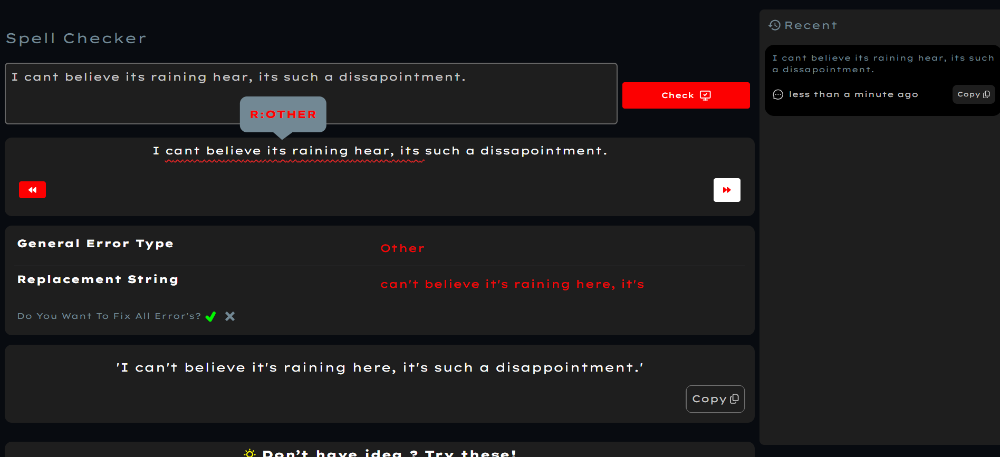 Spell Checker
I cant believe its raining hear, its such a dissapointment.
Check
R:OTHER
I cant believe its raining hear, its such a dissapointment.
General Error Type
Other
Replacement String
can't believe it's raining here, it's
Do You Want To Fix All Error's?
'I can't believe it's raining here, it's such a disappointment.'
Copy
Don’t have idea ? Try these!
Recent
I cant believe its raining hear, its such
a dissapointment.
less than a minute ago
Copy